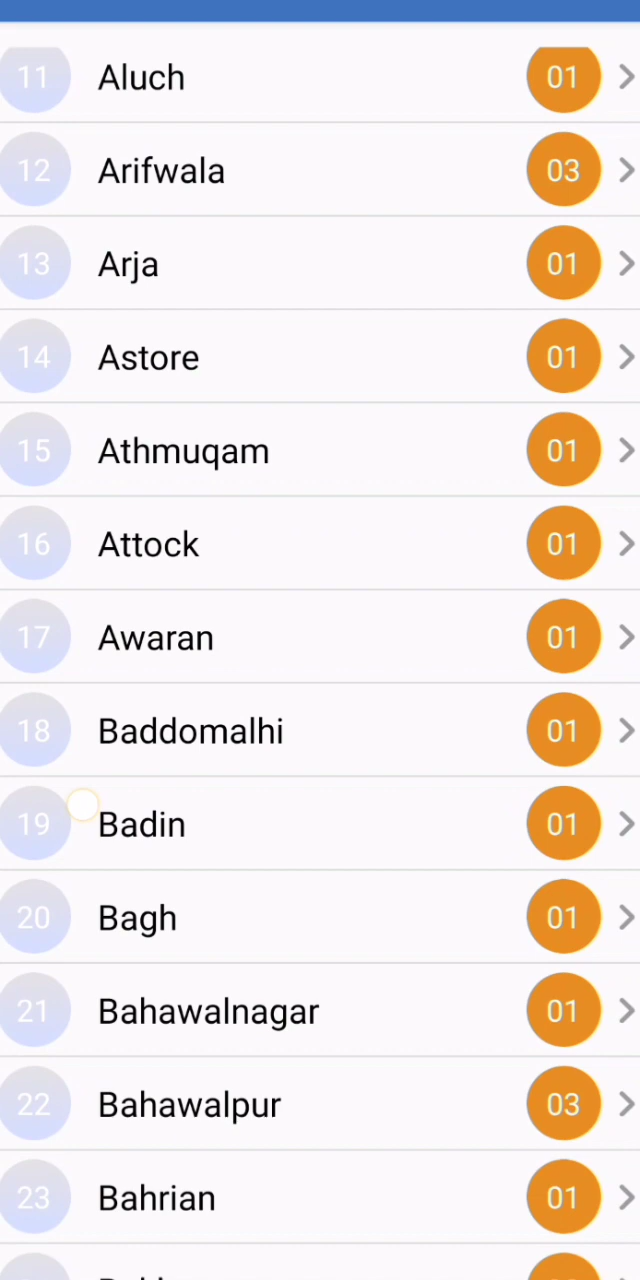 11 Aluch 01
12 Arifwala 03
13 Arja 01
14 Astore 01
15 Athmuqam 01
16 Attock 01
17 Awaran 01
18 Baddomalhi 01
19 Badin 01
20 Bagh 01
21 Bahawalnagar 01
22 Bahawalpur 03
23 Bahrian 01